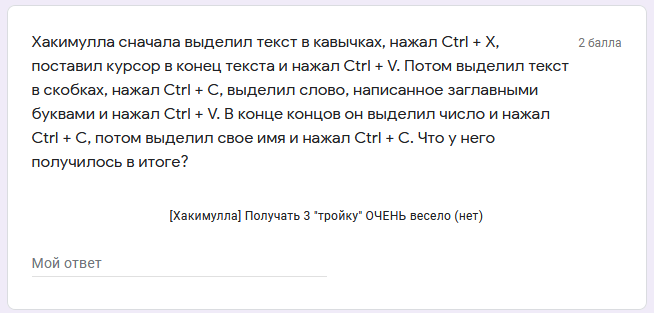 Хакимулла сначала выделил текст в кавычках, нажал Ctrl + X,
2 балла
поставил курсор в конец текста и нажал Ctrl + V. Потом выделил текст
в скобках, нажал Ctrl + C, выделил слово, написанное заглавными
буквами и нажал Ctrl + V. В конце концов он выделил число и нажал
Ctrl + C, потом выделил свое имя и нажал Ctrl + C. Что у него
получилось в итоге?
[Хакимулла] Получать 3 "тройку" ОЧЕНЬ весело (нет)
Мой ответ